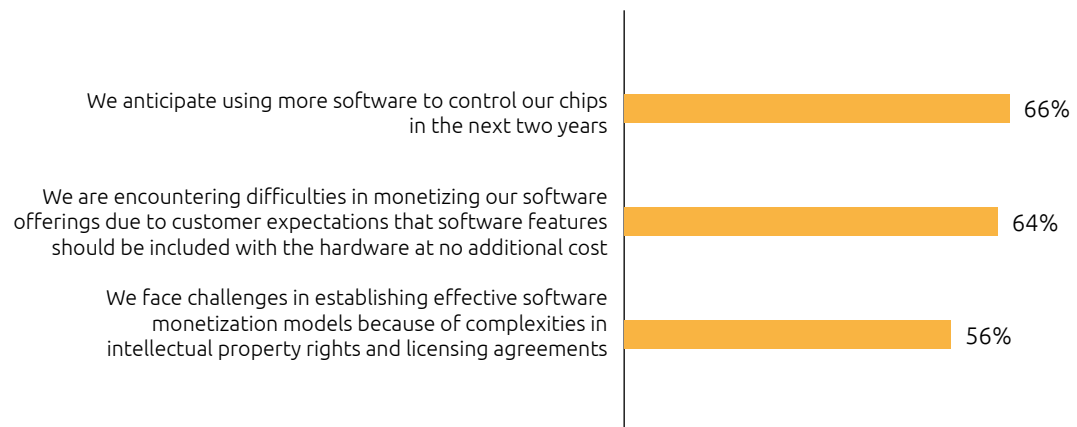 We anticipate using more software to control our chips
in the next two years
66%
We are encountering difficulties in monetizing our software
offerings due to customer expectations that software features
should be included with the hardware at no additional cost
64%
We face challenges in establishing effective software
monetization models because of complexities in
intellectual property rights and licensing agreements
56%